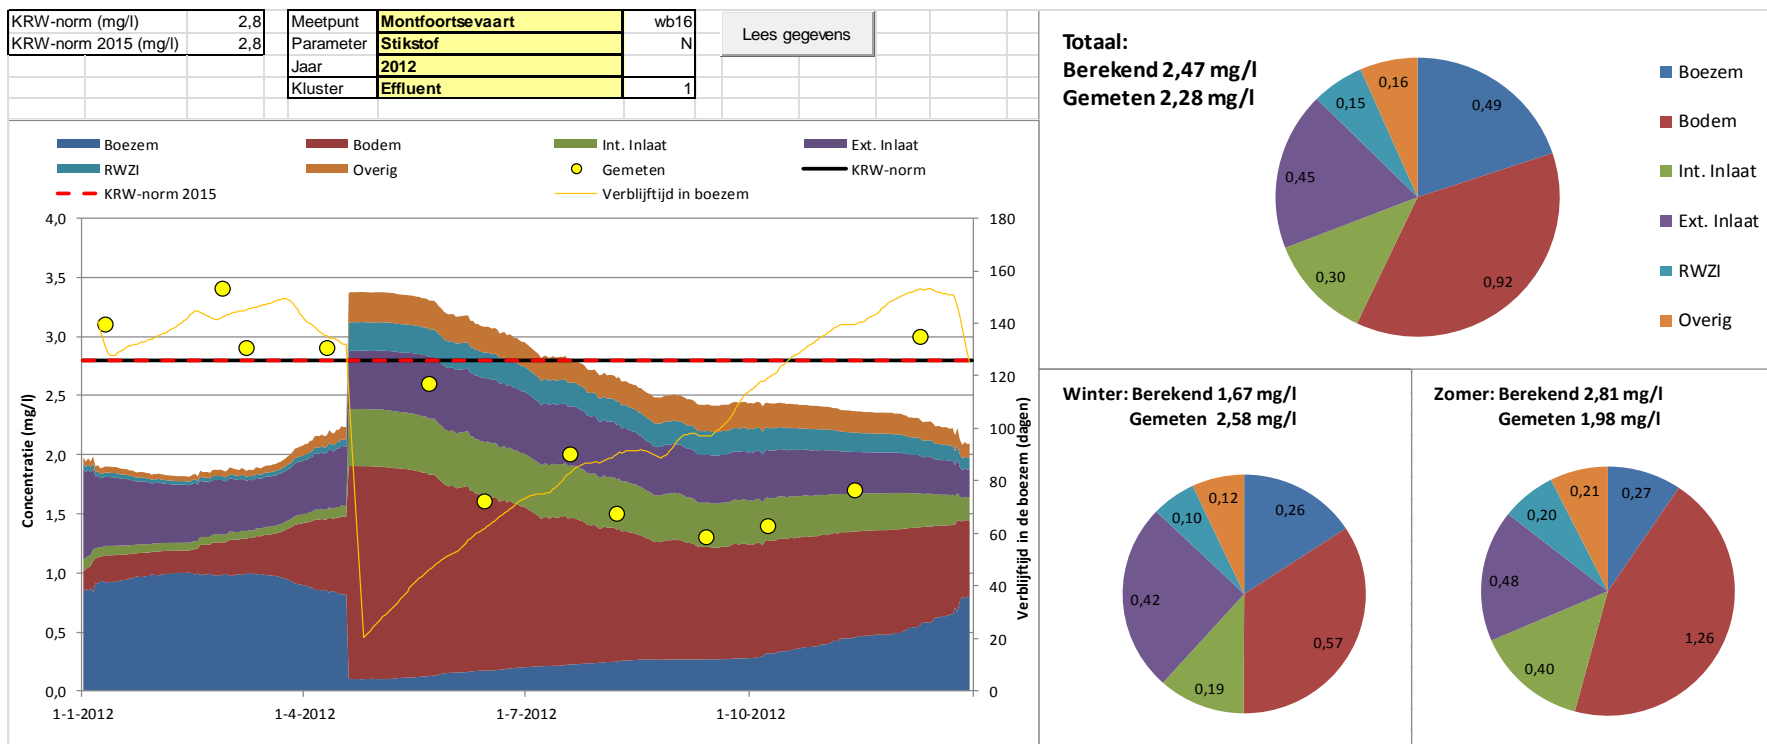 KRW-norm (mg/l) 2,8
KRW-norm 2015 (mg/l) 2,8
Meetpunt Montfoortsevaart wb16
Parameter Stikstof N
Jaar 2012
Kluster Effluent 1
Lees gegevens
Boezem Bodem Int. Inlaat Ext. Inlaat
RWZI Overig Gemeten KRW-norm
KRW-norm 2015 Verblijftijd in boezem
Concentratie (mg/l)
4,0
3,5
3,0
2,5
2,0
1,5
1,0
0,5
0,0
180
160
140
120
100
80
60
40
20
0
Verblijftijd in de boezem (dagen)
1-1-2012 1-4-2012 1-7-2012 1-10-2012
Totaal:
Berekend 2,47 mg/l
Gemeten 2,28 mg/l
0,49
0,92
0,30
0,45
0,15
0,16
Boezem
Bodem
Int. Inlaat
Ext. Inlaat
RWZI
Overig
Winter: Berekend 1,67 mg/l
Gemeten 2,58 mg/l
0,26
0,57
0,19
0,42
0,10
0,12
Zomer: Berekend 2,81 mg/l
Gemeten 1,98 mg/l
0,27
1,26
0,40
0,48
0,20
0,21